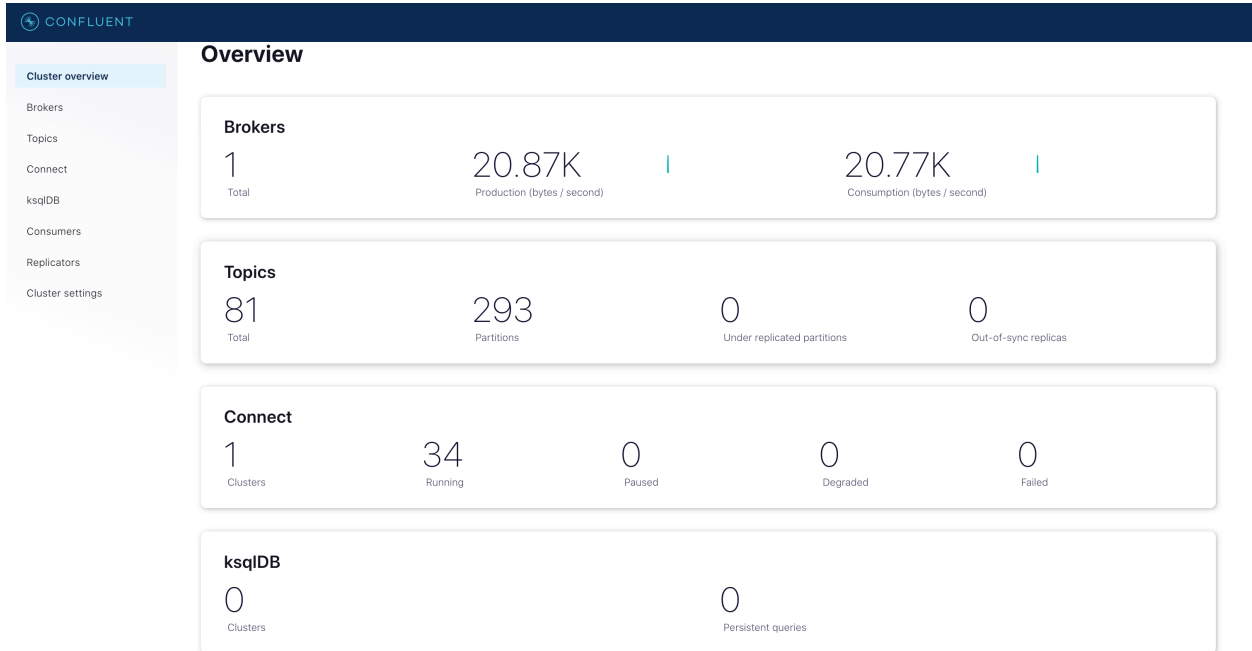 CONFLUENT
Cluster overview
Brokers
Topics
Connect
ksqlDB
Consumers
Replicators
Cluster settings
Overview
Brokers
1 20.87K 20.77K
Total Production (bytes / second) Consumption (bytes / second)
Topics
81 293 0 0
Total Partitions Under replicated partitions Out-of-sync replicas
Connect
1 34 0 0 0
Clusters Running Paused Degraded Failed
ksqlDB
0 0
Clusters Persistent queries